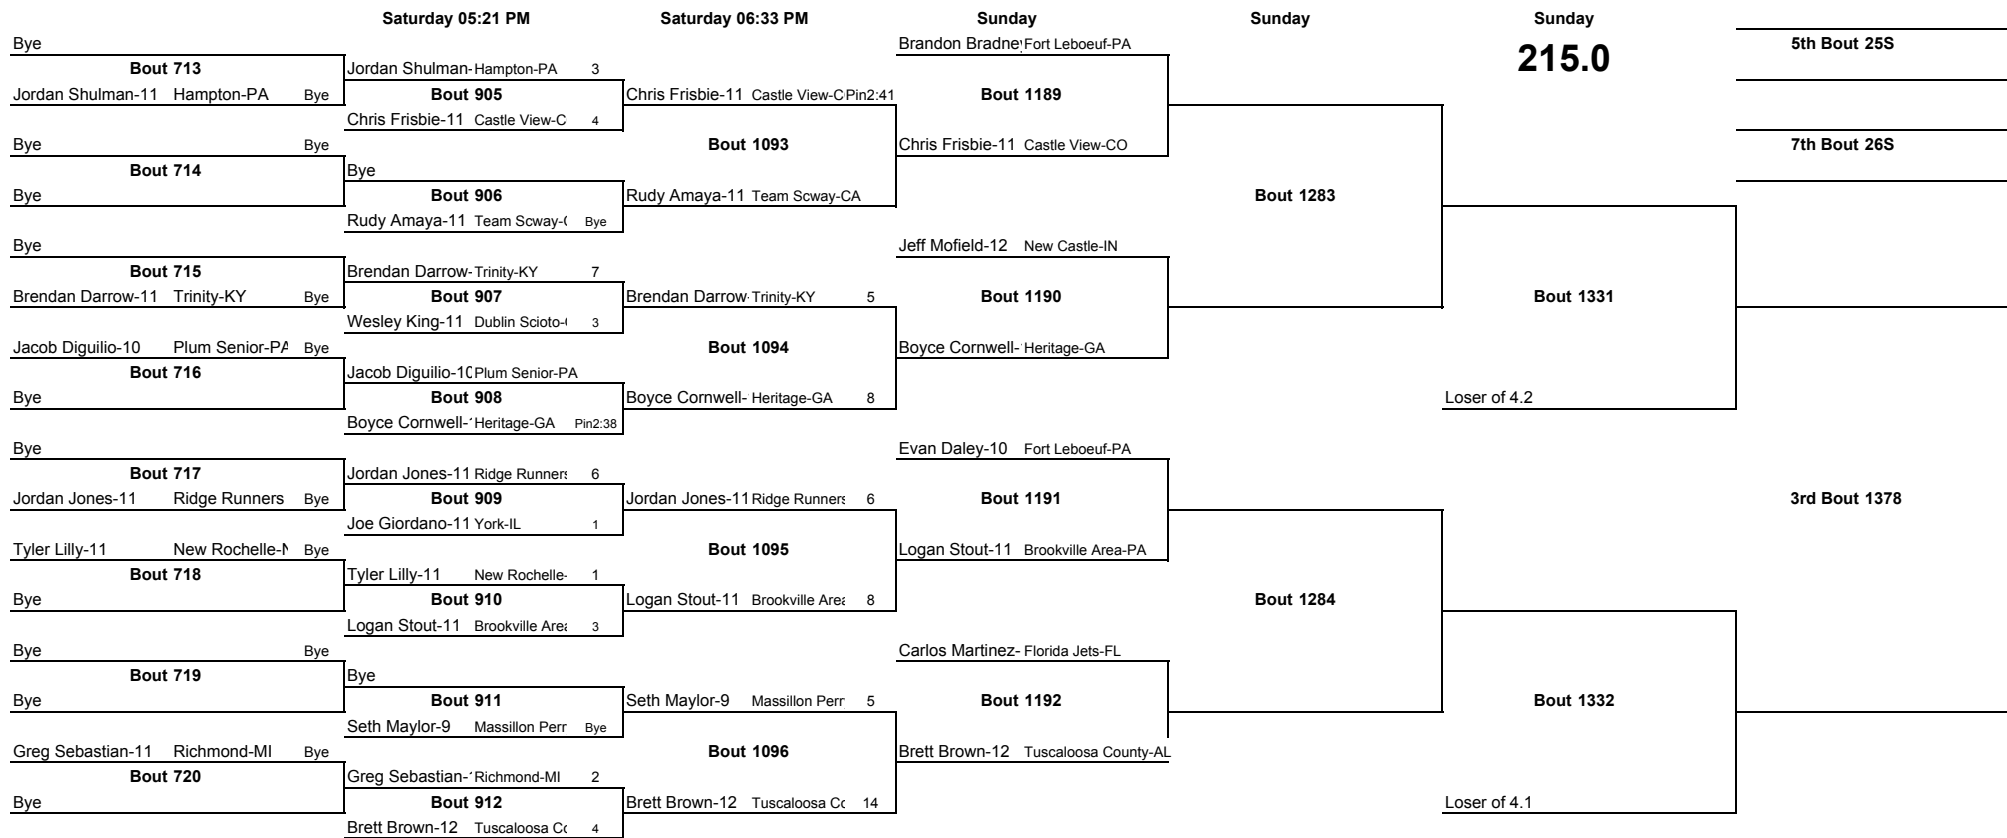 Saturday 05:21 PM Saturday 06:33 PM Sunday Sunday Sunday
Bye Brandon Bradney Fort Leboeuf-PA 215.0 5th Bout 25S
Bout 713 Jordan Shulman- Hampton-PA 3
Jordan Shulman-11 Hampton-PA Bye Bout 905 Chris Frisbie-11 Castle View-C Pin2:41 Bout 1189
Chris Frisbie-11 Castle View-C 4
Bye Bye Bout 1093 Chris Frisbie-11 Castle View-CO 7th Bout 26S
Bout 714 Bye
Bye Bout 906 Rudy Amaya-11 Team Scway-CA Bout 1283
Rudy Amaya-11 Team Scway-( Bye
Bye Jeff Mofield-12 New Castle-IN
Bout 715 Brendan Darrow- Trinity-KY 7
Brendan Darrow-11 Trinity-KY Bye Bout 907 Brendan Darrow- Trinity-KY 5 Bout 1190 Bout 1331
Wesley King-11 Dublin Scioto-( 3
Jacob Diguilio-10 Plum Senior-PA Bye Bout 1094 Boyce Cornwell- Heritage-GA
Bout 716 Jacob Diguilio-10 Plum Senior-PA
Bye Bout 908 Boyce Cornwell- Heritage-GA 8 Loser of 4.2
Boyce Cornwell- Heritage-GA Pin2:38
Bye Evan Daley-10 Fort Leboeuf-PA
Bout 717 Jordan Jones-11 Ridge Runners 6
Jordan Jones-11 Ridge Runners Bye Bout 909 Jordan Jones-11 Ridge Runners 6 Bout 1191 3rd Bout 1378
Joe Giordano-11 York-IL 1
Tyler Lilly-11 New Rochelle-N Bye Bout 1095 Logan Stout-11 Brookville Area-PA
Bout 718 Tyler Lilly-11 New Rochelle- 1
Bye Bout 910 Logan Stout-11 Brookville Area 8 Bout 1284
Logan Stout-11 Brookville Area 3
Bye Bye Carlos Martinez- Florida Jets-FL
Bout 719 Bye
Bye Bout 911 Seth Maylor-9 Massillon Perr 5 Bout 1192 Bout 1332
Seth Maylor-9 Massillon Perr Bye
Greg Sebastian-11 Richmond-MI Bye Bout 1096 Brett Brown-12 Tuscaloosa County-AL
Bout 720 Greg Sebastian- Richmond-MI 2
Bye Bout 912 Brett Brown-12 Tuscaloosa Co 14 Loser of 4.1
Brett Brown-12 Tuscaloosa Co 4